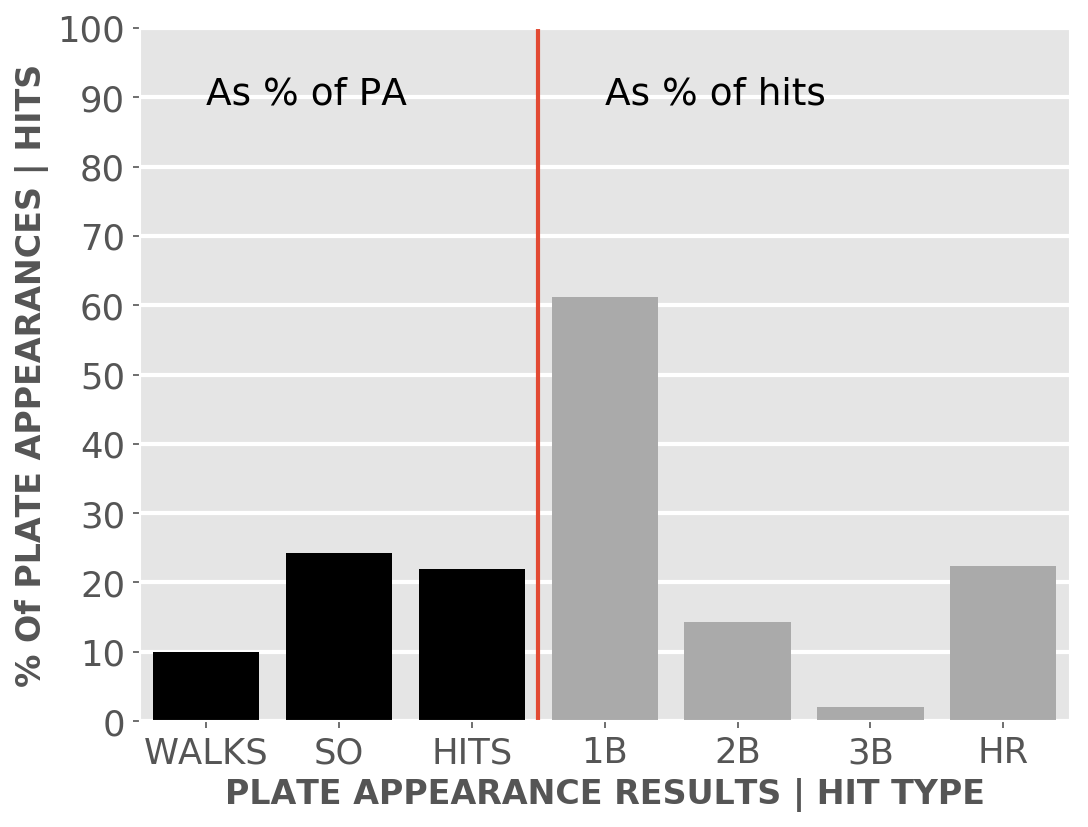 % Of PLATE APPEARANCES | HITS
100
90
80
70
60
50
40
30
20
10
0
As % of PA
As % of hits
WALKS SO HITS 1B 2B 3B HR
PLATE APPEARANCE RESULTS | HIT TYPE